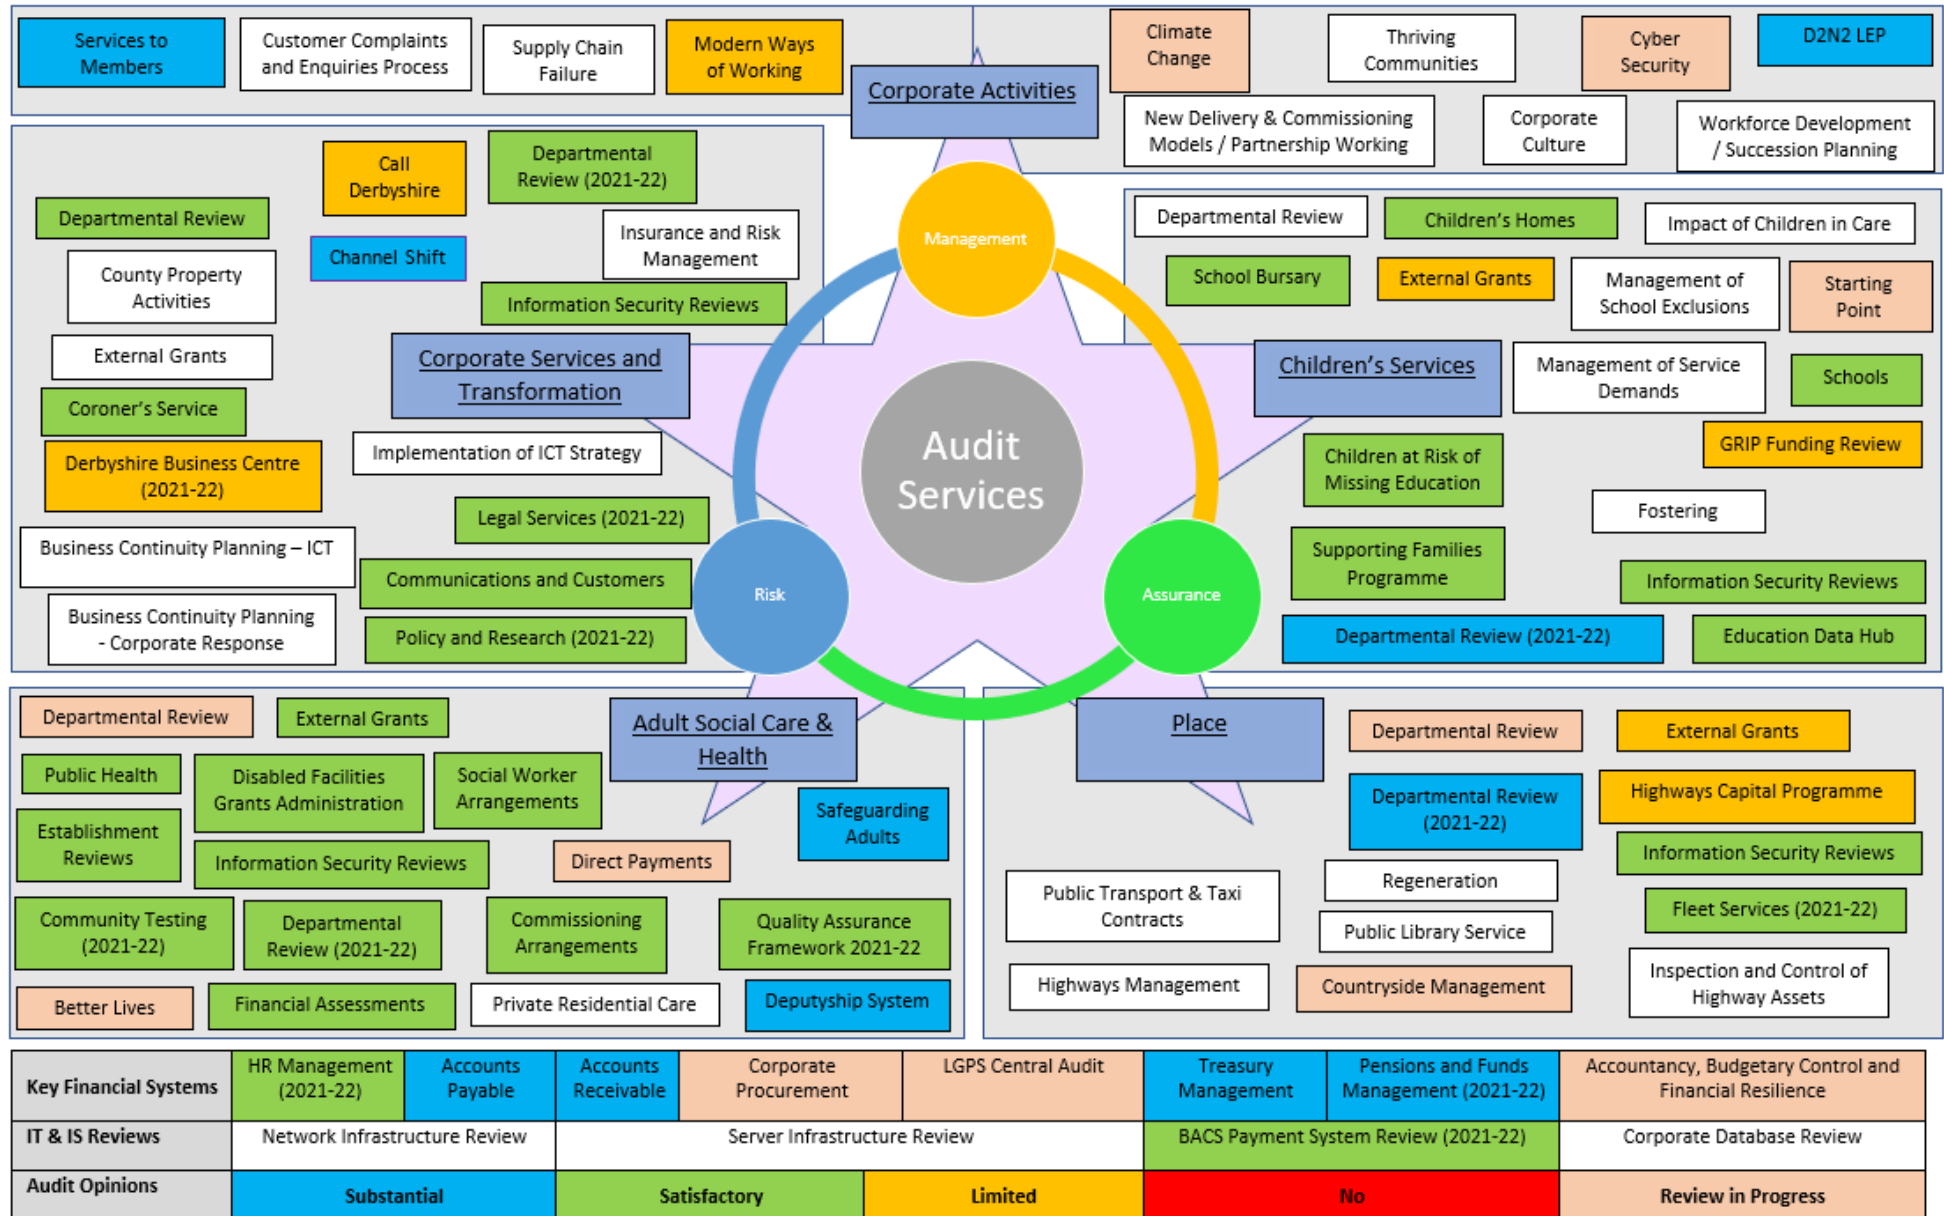 Services to
Members
Customer Complaints
and Enquiries Process
Supply Chain
Failure
Modern Ways
of Working
Corporate Activities
Climate
Change
Thriving
Communities
Cyber
Security
D2N2 LEP
New Delivery & Commissioning
Models / Partnership Working
Corporate
Culture
Workforce Development
/ Succession Planning
Call
Derbyshire
Departmental
Review (2021-22)
Departmental Review
Channel Shift
Insurance and Risk
Management
County Property
Activities
Information Security Reviews
External Grants
Corporate Services and
Transformation
Coroner's Service
Implementation of ICT Strategy
Derbyshire Business Centre
(2021-22)
Legal Services (2021-22)
Business Continuity Planning – ICT
Communications and Customers
Business Continuity Planning
- Corporate Response
Policy and Research (2021-22)
Management
Audit
Services
Risk
Assurance
Departmental Review
Children's Homes
Impact of Children in Care
School Bursary
External Grants
Management of
School Exclusions
Starting
Point
Children's Services
Management of Service
Demands
Schools
GRIP Funding Review
Children at Risk of
Missing Education
Fostering
Supporting Families
Programme
Information Security Reviews
Departmental Review (2021-22)
Education Data Hub
Departmental Review
External Grants
Adult Social Care &
Health
Public Health
Disabled Facilities
Grants Administration
Social Worker
Arrangements
Safeguarding
Adults
Establishment
Reviews
Information Security Reviews
Direct Payments
Community Testing
(2021-22)
Departmental
Review (2021-22)
Commissioning
Arrangements
Quality Assurance
Framework 2021-22
Better Lives
Financial Assessments
Private Residential Care
Deputyship System
Place
Departmental Review
External Grants
Departmental Review
(2021-22)
Highways Capital Programme
Information Security Reviews
Public Transport & Taxi
Contracts
Regeneration
Fleet Services (2021-22)
Public Library Service
Highways Management
Countryside Management
Inspection and Control of
Highway Assets
Key Financial Systems
HR Management
(2021-22)
Accounts
Payable
Accounts
Receivable
Corporate
Procurement
LGPS Central Audit
Treasury
Management
Pensions and Funds
Management (2021-22)
Accountancy, Budgetary Control and
Financial Resilience
IT & IS Reviews
Network Infrastructure Review
Server Infrastructure Review
BACS Payment System Review (2021-22)
Corporate Database Review
Audit Opinions
Substantial
Satisfactory
Limited
No
Review in Progress